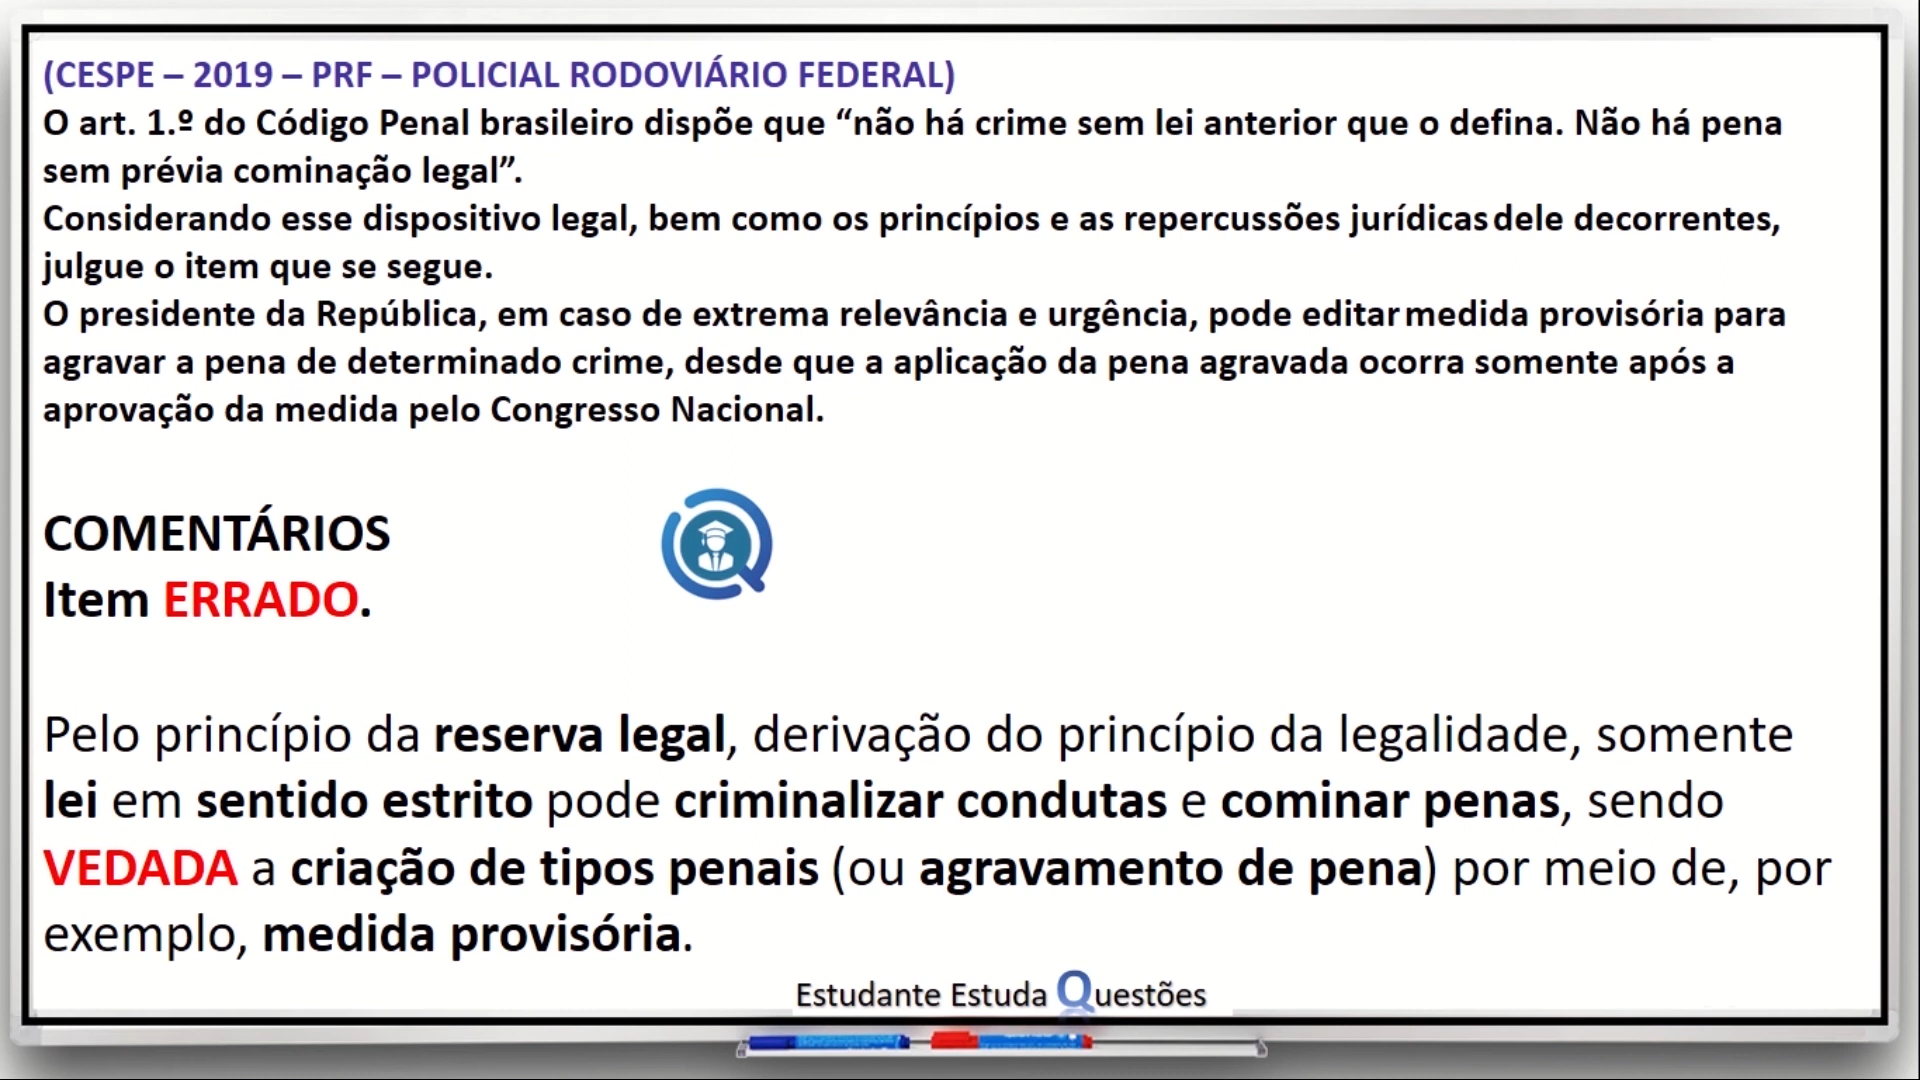 (CESPE – 2019 – PRF – POLICIAL RODOVIÁRIO FEDERAL)
O art. 1.º do Código Penal brasileiro dispõe que “não há crime sem lei anterior que o defina. Não há pena
sem prévia cominação legal”.
Considerando esse dispositivo legal, bem como os princípios e as repercussões jurídicas dele decorrentes,
julgue o item que se segue.
O presidente da República, em caso de extrema relevância e urgência, pode editar medida provisória para
agravar a pena de determinado crime, desde que a aplicação da pena agravada ocorra somente após a
aprovação da medida pelo Congresso Nacional.
COMENTÁRIOS
Item ERRADO.
Pelo princípio da reserva legal, derivação do princípio da legalidade, somente
lei em sentido estrito pode criminalizar condutas e cominar penas, sendo
VEDADA a criação de tipos penais (ou agravamento de pena) por meio de, por
exemplo, medida provisória.
Estudante Estuda Questões